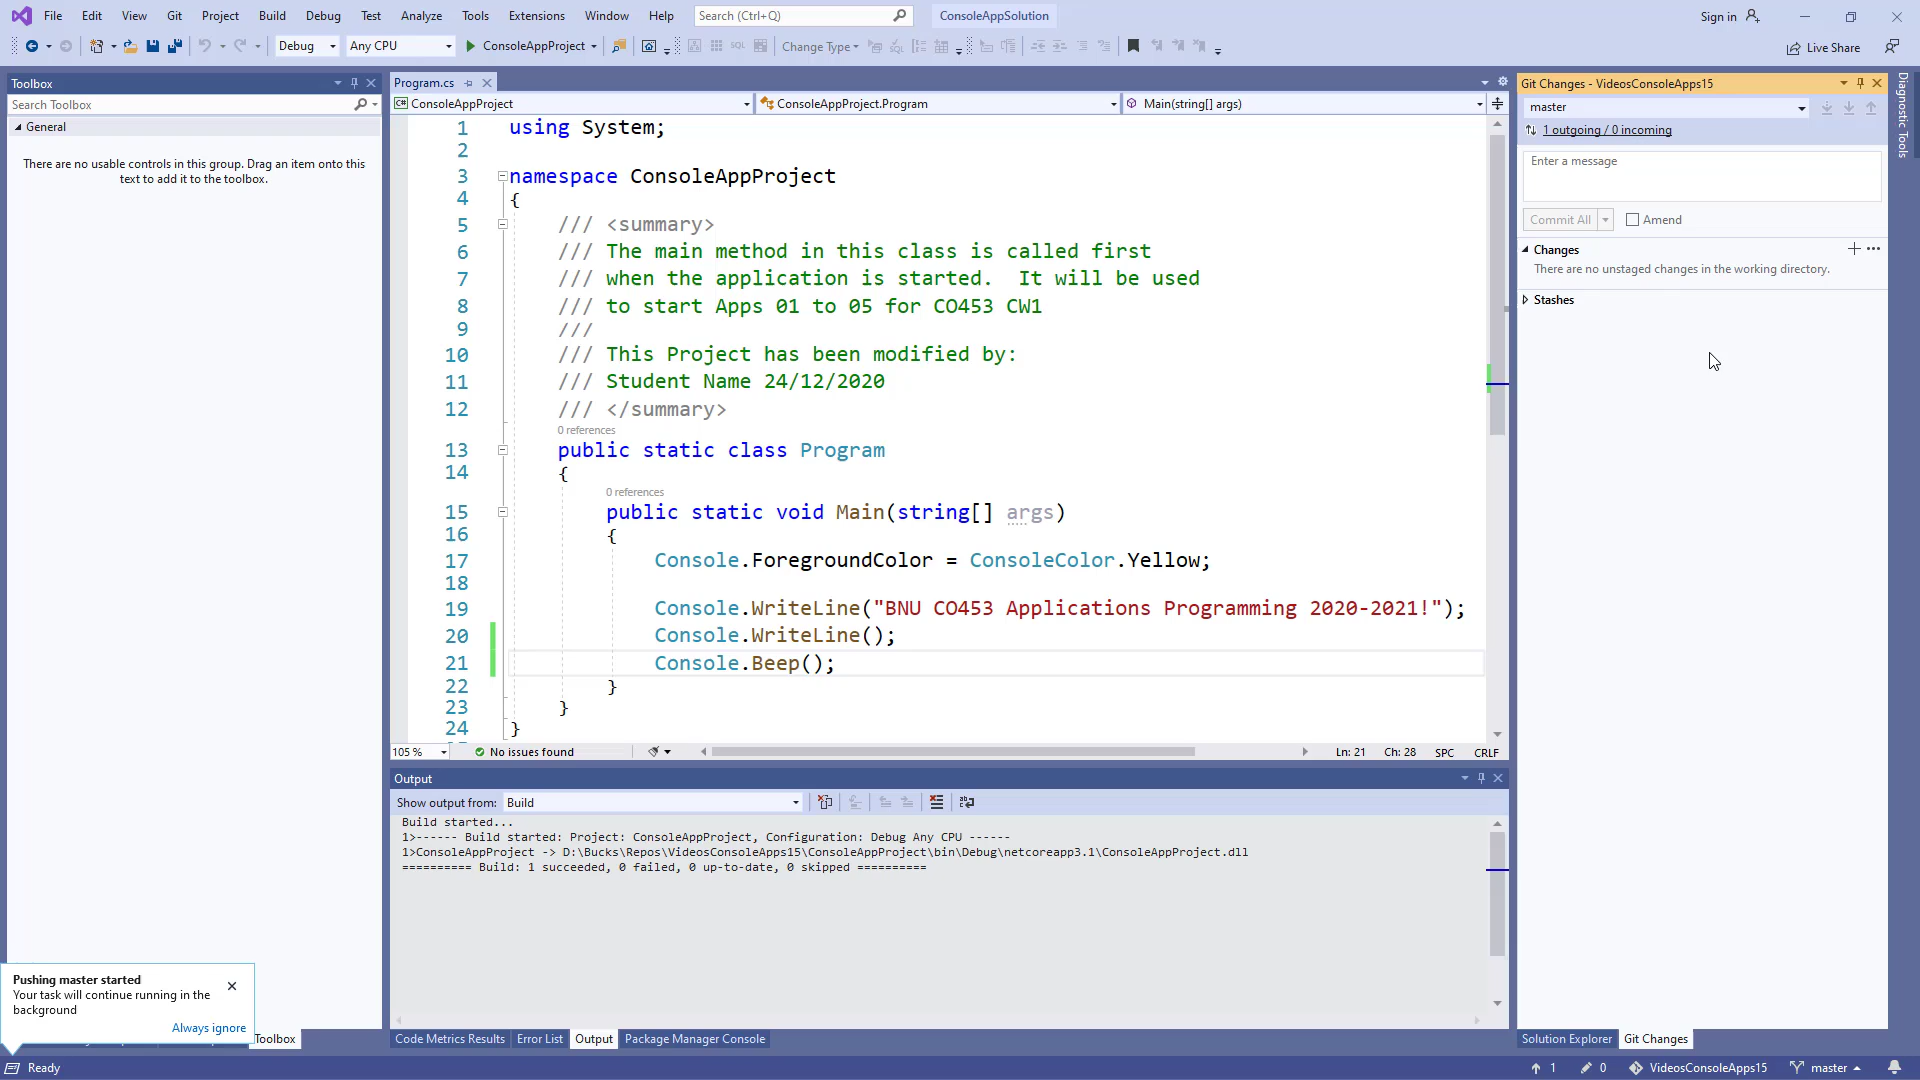 File Edit View Git Project Build Debug Test Analyze Tools Extensions Window Help Search (Ctrl+Q) ConsoleAppSolution Sign in
Debug Any CPU ConsoleAppProject Change Type Live Share
Toolbox
Search Toolbox
General
There are no usable controls in this group. Drag an item onto this
text to add it to the toolbox.
Program.cs
ConsoleAppProject ConsoleAppProject.Program Main(string[] args)
1 using System;
2
3 namespace ConsoleAppProject
4 {
5 /// <summary>
6 /// The main method in this class is called first
7 /// when the application is started.  It will be used
8 /// to start Apps 01 to 05 for CO453 CW1
9 ///
10 /// This Project has been modified by:
11 /// Student Name 24/12/2020
12 /// </summary>
0 references
13 public static class Program
14 {
0 references
15 public static void Main(string[] args)
16 {
17 Console.ForegroundColor = ConsoleColor.Yellow;
18
19 Console.WriteLine("BNU CO453 Applications Programming 2020-2021!");
20 Console.WriteLine();
21 Console.Beep();
22 }
23 }
24 }
105 % No issues found Ln: 21 Ch: 28 SPC CRLF
Output
Show output from: Build
Build started...
1>------ Build started: Project: ConsoleAppProject, Configuration: Debug Any CPU ------
1>ConsoleAppProject -> D:\Bucks\Repos\VideosConsoleApps15\ConsoleAppProject\bin\Debug\netcoreapp3.1\ConsoleAppProject.dll
========== Build: 1 succeeded, 0 failed, 0 up-to-date, 0 skipped ==========
Code Metrics Results Error List Output Package Manager Console
Git Changes - VideosConsoleApps15
master
1 outgoing / 0 incoming
Enter a message
Commit All Amend
Changes
There are no unstaged changes in the working directory.
Stashes
Solution Explorer Git Changes
Diagnostic Tools
Pushing master started
Your task will continue running in the
background
Always ignore
Toolbox
Ready 1 0 VideosConsoleApps15 master